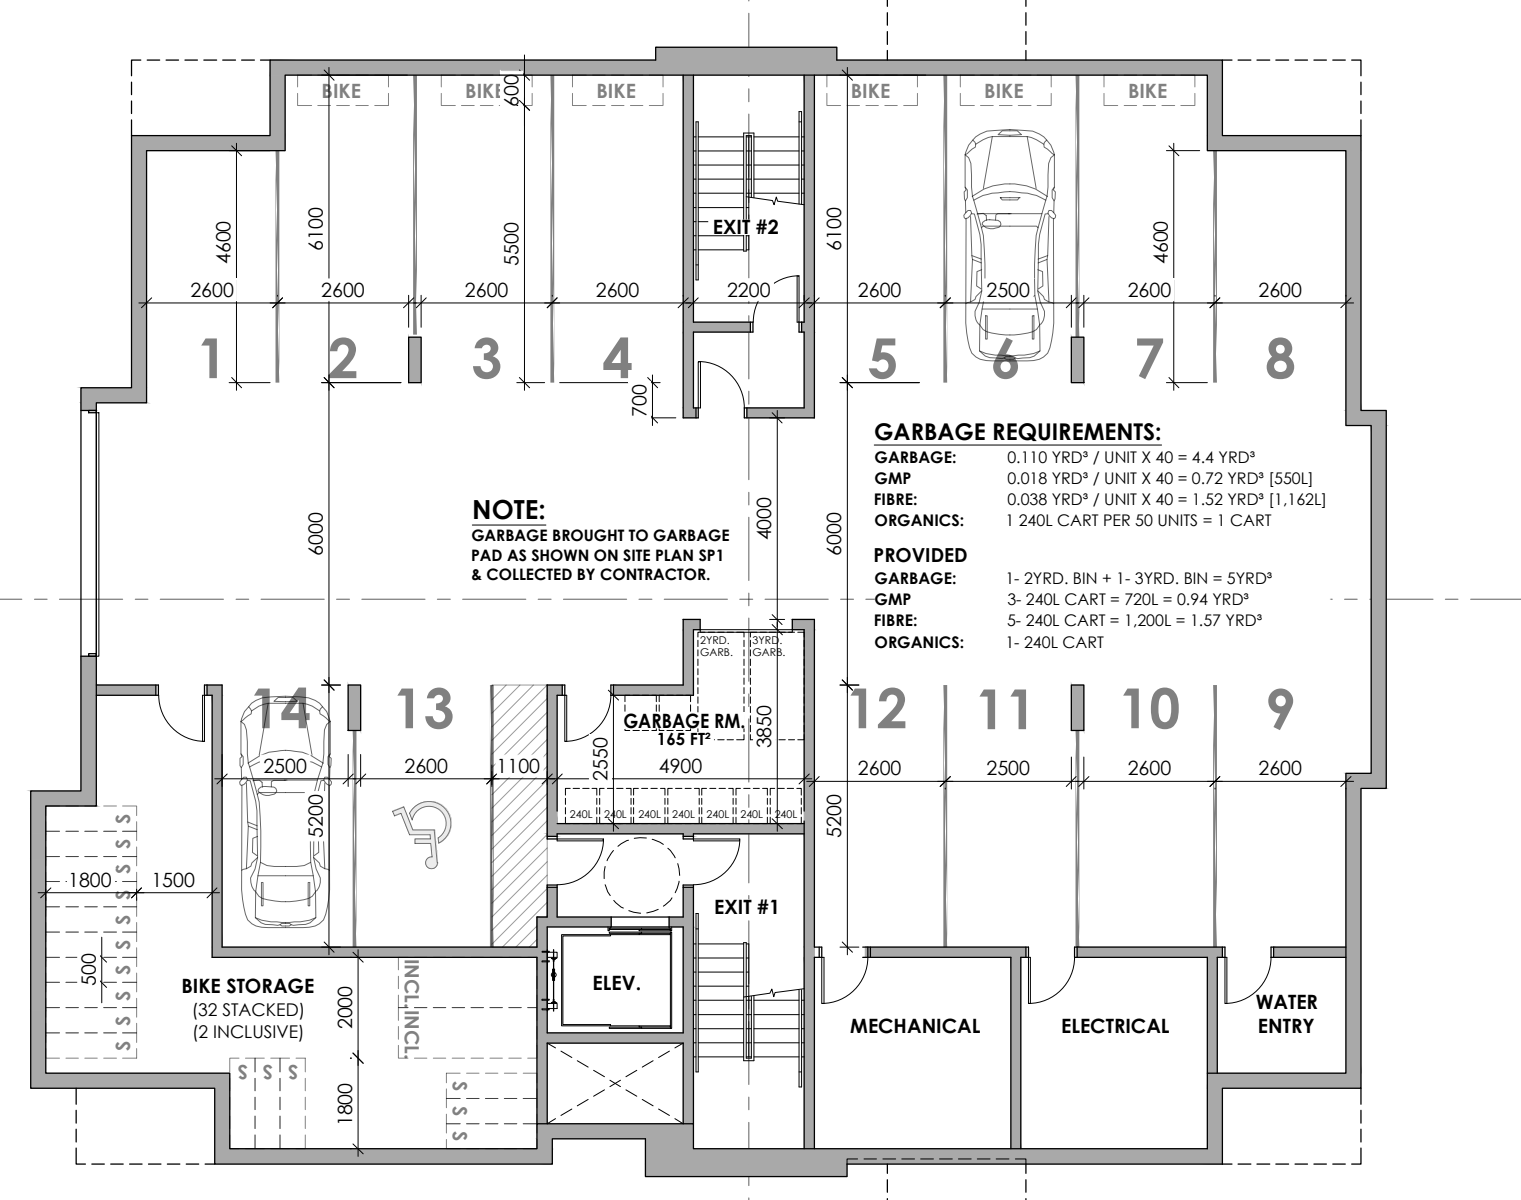 BIKE
BIKE
BIKE
BIKE
BIKE
BIKE
600
4600
6100
5500
EXIT #2
6100
4600
2600
2600
2600
2600
2200
2600
2500
2600
2600
1
2
3
4
5
6
7
8
700
GARBAGE REQUIREMENTS:
GARBAGE: 0.110 YRD³ / UNIT X 40 = 4.4 YRD³
GMP 0.018 YRD³ / UNIT X 40 = 0.72 YRD³ [550L]
FIBRE: 0.038 YRD³ / UNIT X 40 = 1.52 YRD³ [1,162L]
ORGANICS: 1 240L CART PER 50 UNITS = 1 CART
PROVIDED
GARBAGE: 1- 2YRD. BIN + 1- 3YRD. BIN = 5YRD³
GMP 3- 240L CART = 720L = 0.94 YRD³
FIBRE: 5- 240L CART = 1,200L = 1.57 YRD³
ORGANICS: 1- 240L CART
NOTE:
GARBAGE BROUGHT TO GARBAGE
PAD AS SHOWN ON SITE PLAN SP1
& COLLECTED BY CONTRACTOR.
6000
4000
6000
2YRD.
GARB.
3YRD.
GARB.
14
13
GARBAGE RM.
165 FT²
12
11
10
9
2500
2600
1100
2550
4900
3850
2600
2500
2600
2600
240L
240L
240L
240L
240L
240L
240L
5200
5200
S
S
S
S
S
S
S
S
S
S
1800
1500
500
EXIT #1
BIKE STORAGE
(32 STACKED)
(2 INCLUSIVE)
2000
INCL.
INCL.
ELEV.
MECHANICAL
ELECTRICAL
WATER
ENTRY
S
S
S
1800
S
S
S